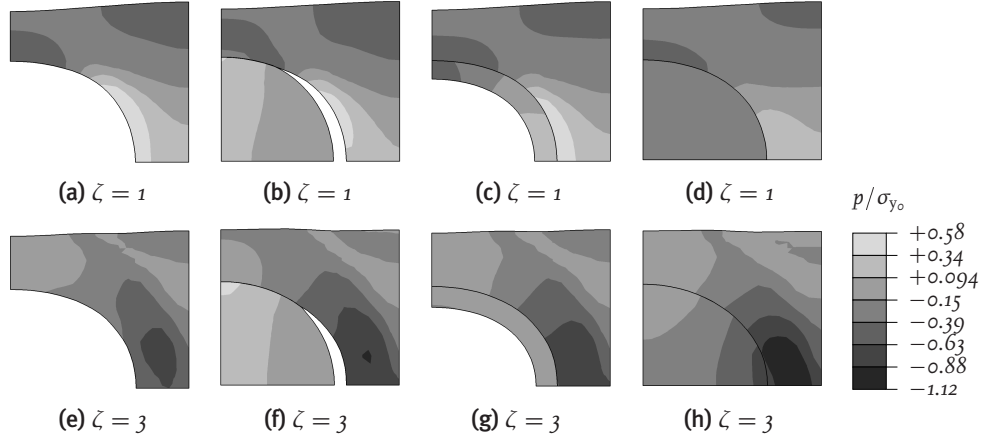 (a) ζ = 1
(b) ζ = 1
(c) ζ = 1
(d) ζ = 1
(e) ζ = 3
(f) ζ = 3
(g) ζ = 3
(h) ζ = 3
p/σy₀
+0.58
+0.34
+0.094
−0.15
−0.39
−0.63
−0.88
−1.12